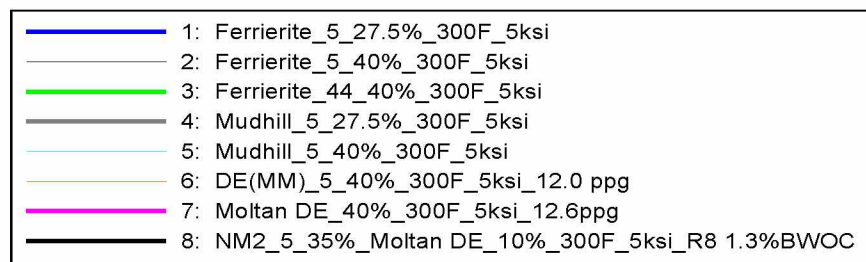 1: Ferrierite_5_27.5%_300F_5ksi
2: Ferrierite_5_40%_300F_5ksi
3: Ferrierite_44_40%_300F_5ksi
4: Mudhill_5_27.5%_300F_5ksi
5: Mudhill_5_40%_300F_5ksi
6: DE(MM)_5_40%_300F_5ksi_12.0 ppg
7: Moltan DE_40%_300F_5ksi_12.6ppg
8: NM2_5_35%_Moltan DE_10%_300F_5ksi_R8 1.3%BWOC